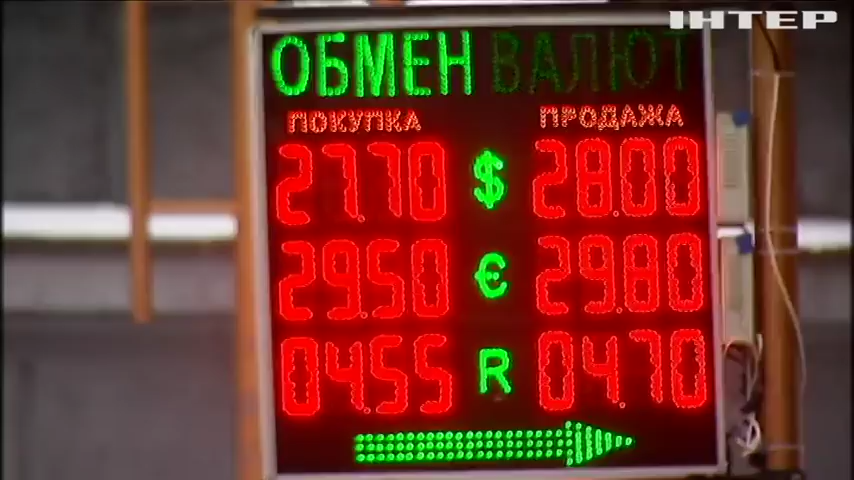 ІНТЕР
ОБМЕН ВАЛЮТ
ПОКУПКА ПРОДАЖА
27.70 $ 28.00
29.50 € 29.80
04.55 R 04.70